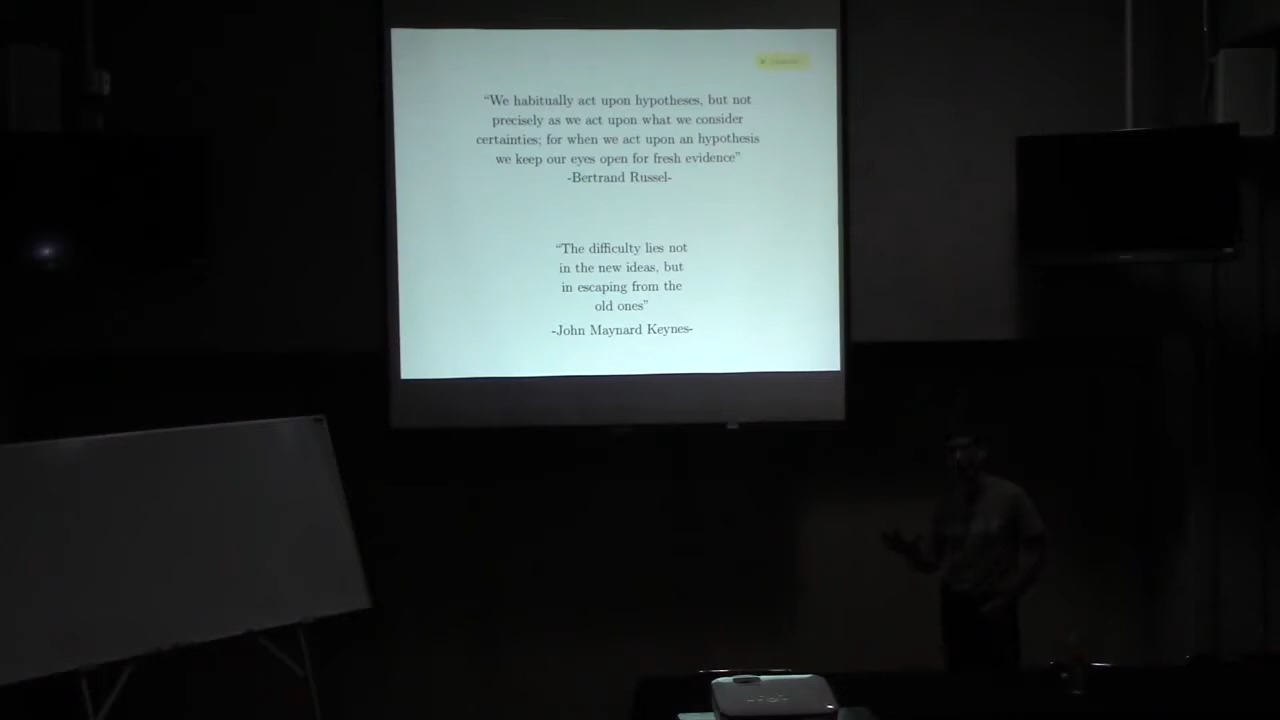 “We habitually act upon hypotheses, but not
precisely as we act upon what we consider
certainties; for when we act upon an hypothesis
we keep our eyes open for fresh evidence”
-Bertrand Russel-
“The difficulty lies not
in the new ideas, but
in escaping from the
old ones”
-John Maynard Keynes-